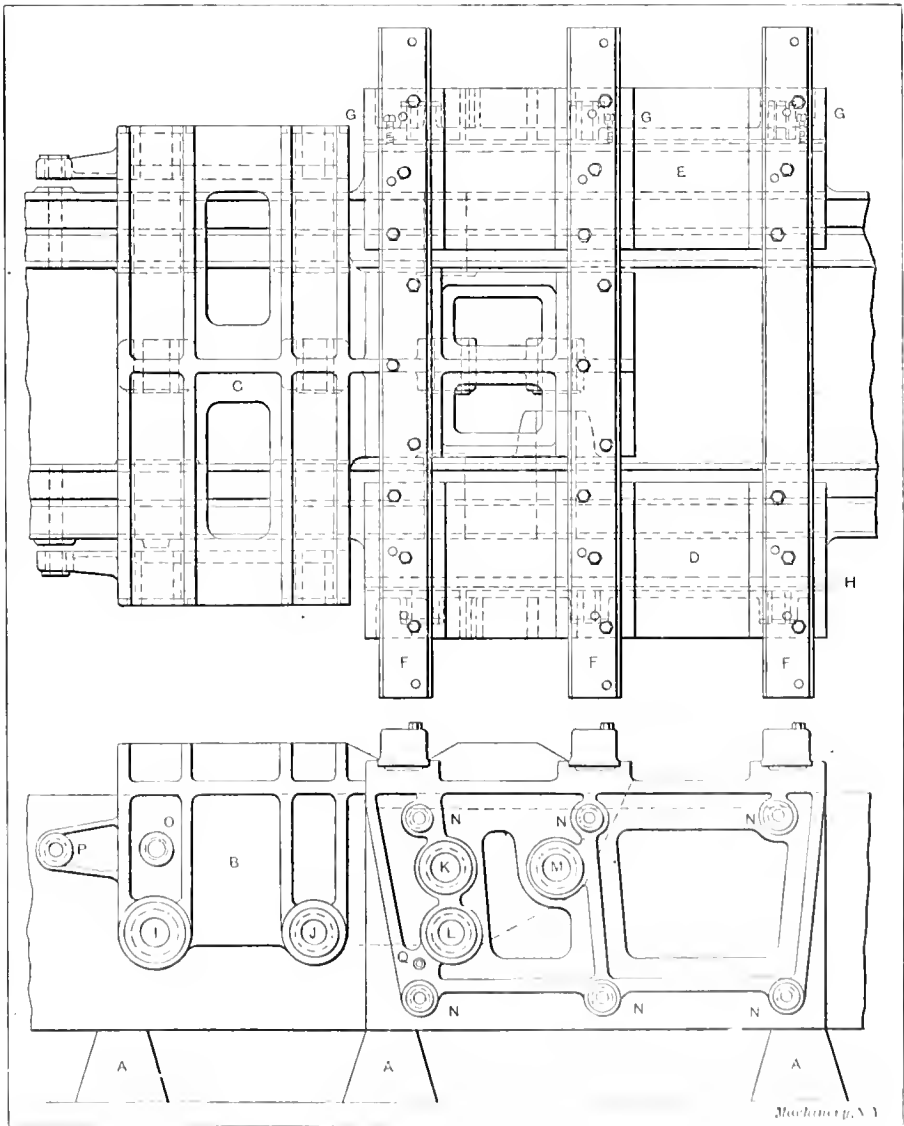 G G G
E
C
D
H
F F F
O
P N N N
B K M
I J L
Q
N N N
A A A
Machinery, N.Y.